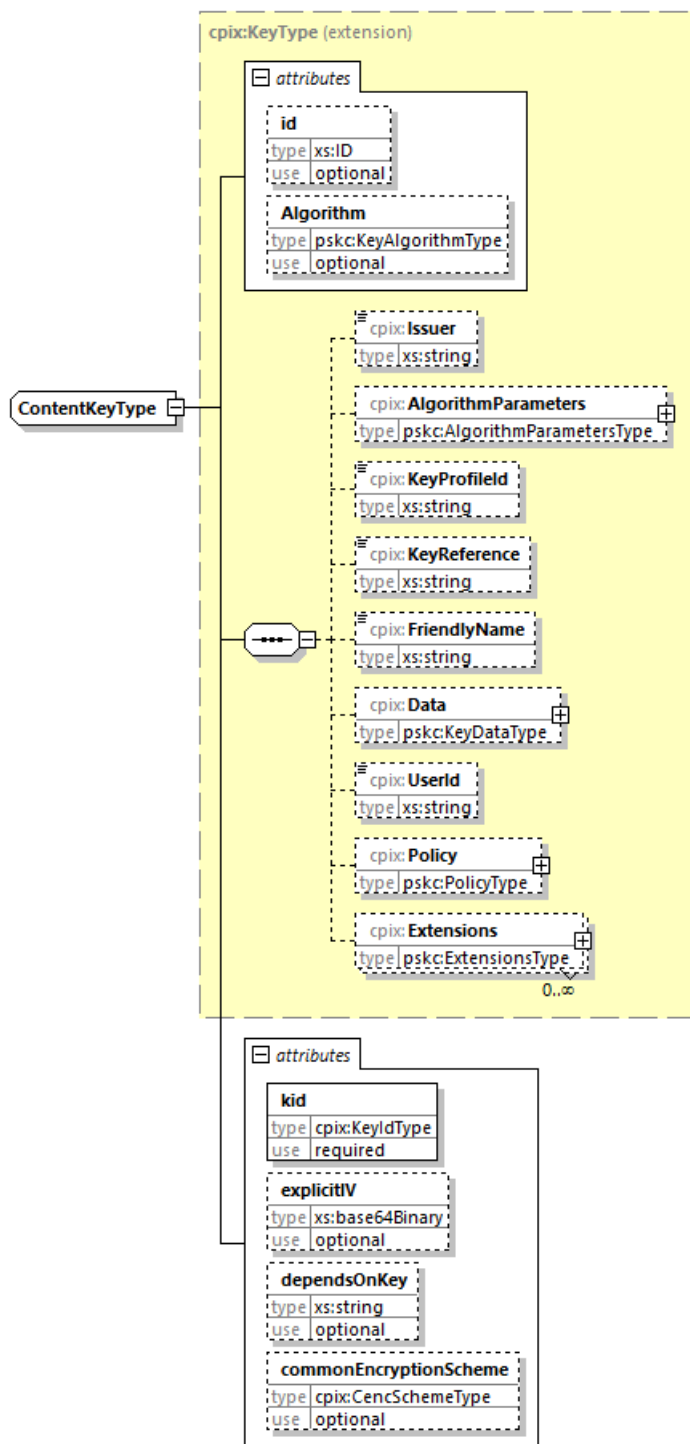 cpix:KeyType (extension)
attributes
id
type xs:ID
use optional
Algorithm
type pskc:KeyAlgorithmType
use optional
cpix:Issuer
type xs:string
ContentKeyType
cpix:AlgorithmParameters
type pskc:AlgorithmParametersType
cpix:KeyProfileId
type xs:string
cpix:KeyReference
type xs:string
cpix:FriendlyName
type xs:string
cpix:Data
type pskc:KeyDataType
cpix:UserId
type xs:string
cpix:Policy
type pskc:PolicyType
cpix:Extensions
type pskc:ExtensionsType
0..∞
attributes
kid
type cpix:KeyIdType
use required
explicitIV
type xs:base64Binary
use optional
dependsOnKey
type xs:string
use optional
commonEncryptionScheme
type cpix:CencSchemeType
use optional